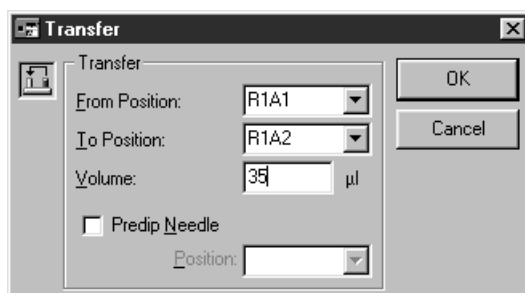 Transfer
Transfer
OK
From Position: R1A1
Cancel
To Position: R1A2
Volume: 35 µl
Predip Needle
Position: